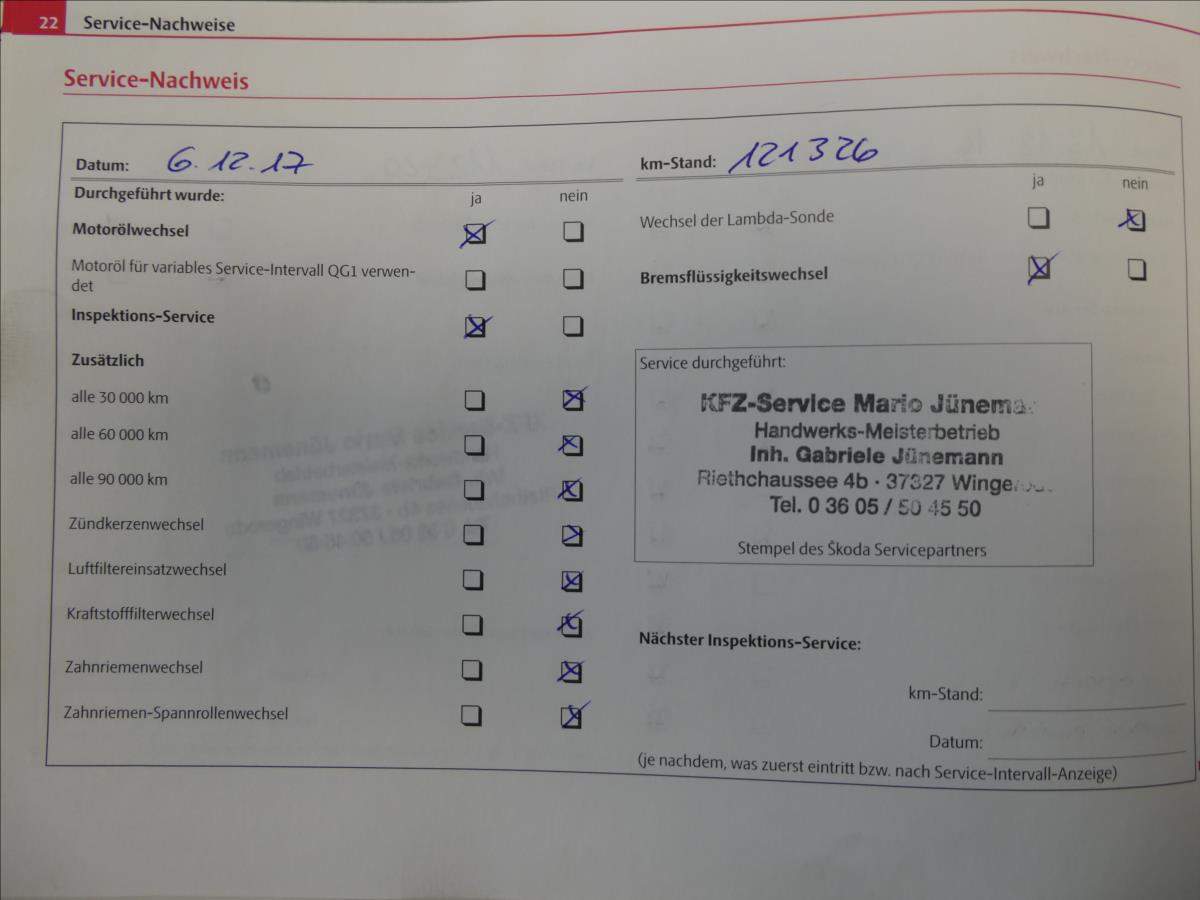 22 Service-Nachweise
Service-Nachweis
Datum: 6.12.17
Durchgeführt wurde: ja nein
Motorölwechsel
Motoröl für variables Service-Intervall QG1 verwen-
det
Inspektions-Service
Zusätzlich
alle 30 000 km
alle 60 000 km
alle 90 000 km
Zündkerzenwechsel
Luftfiltereinsatzwechsel
Kraftstofffilterwechsel
Zahnriemenwechsel
Zahnriemen-Spannrollenwechsel
km-Stand: 121326
ja nein
Wechsel der Lambda-Sonde
Bremsflüssigkeitswechsel
Service durchgeführt:
KFZ-Service Mario
Handwerks-Meisterbetrieb
Inh. Gabriele Jünemann
Riethchaussee 4b · 37327
Tel. 0 36 05 / 50 45 50
Stempel des Škoda Servicepartners
Nächster Inspektions-Service:
km-Stand:
Datum:
(je nachdem, was zuerst eintritt bzw. nach Service-Intervall-Anzeige)